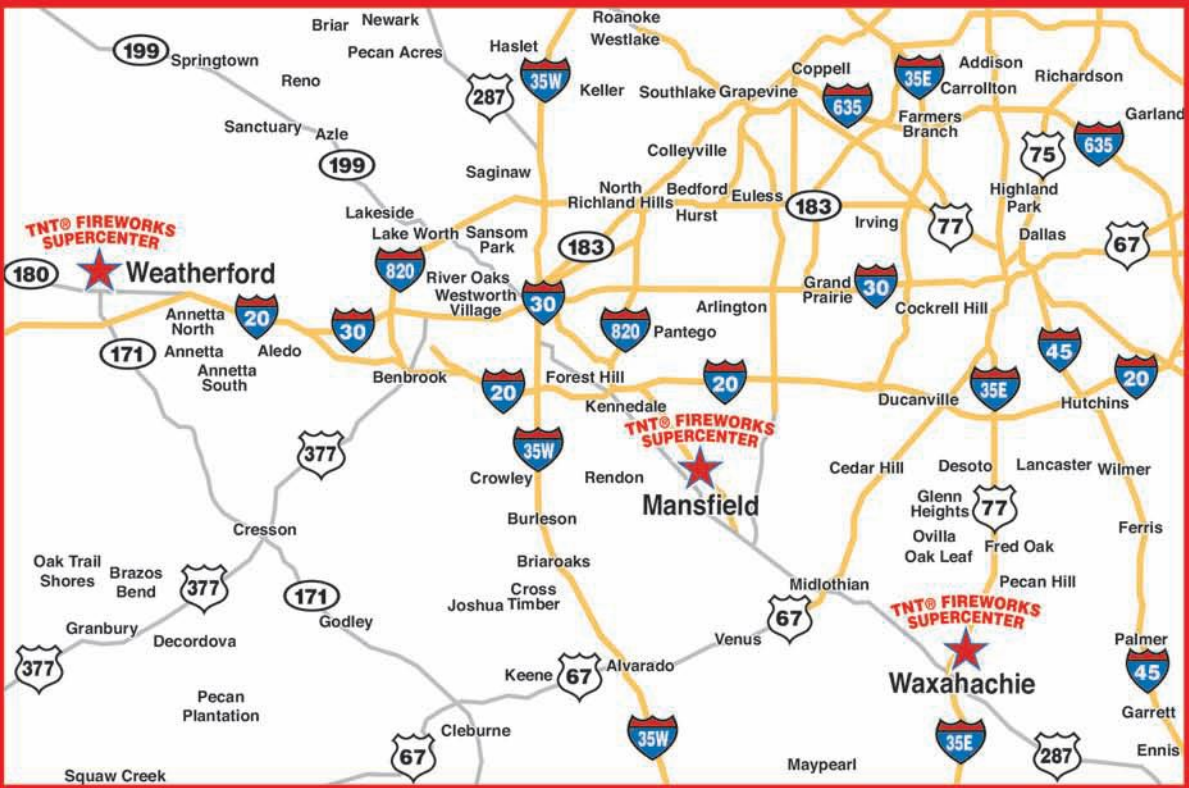 Roanoke
Newark
Briar
Westlake
Haslet
199
Springtown
Pecan Acres
35W
Coppell
35E
Addison
Richardson
Reno
287
Keller
Southlake
Grapevine
635
Carrollton
Garland
Sanctuary
Azle
Farmers
Branch
635
75
199
Saginaw
Colleyville
North
Richland Hills
Bedford
Euless
Hurst
183
Highland
Park
Lakeside
Irving
77
Lake Worth
Sansom
Park
183
Dallas
67
TNT® FIREWORKS
SUPERCENTER
180
Weatherford
820
River Oaks
Westworth
Village
30
Arlington
Grand
Prairie
30
Cockrell Hill
Annetta
North
20
30
820
Pantego
45
171
Annetta
Aledo
Annetta
South
Benbrook
20
Forest Hill
20
Ducanville
35E
Hutchins
20
Kennedale
TNT® FIREWORKS
SUPERCENTER
377
35W
Crowley
Rendon
Mansfield
Cedar Hill
Desoto
Lancaster
Wilmer
Glenn
Heights
77
Burleson
Cresson
Ovilla
Oak Leaf
Fred Oak
Ferris
Oak Trail
Shores
Brazos
Bend
377
171
Briaroaks
Cross
Timber
Joshua
Midlothian
Pecan Hill
67
TNT® FIREWORKS
SUPERCENTER
Granbury
Decordova
Godley
Venus
Palmer
377
Keene
67
Alvarado
Waxahachie
45
Pecan
Plantation
Garrett
Cleburne
35W
35E
67
287
Ennis
Squaw Creek
Maypearl